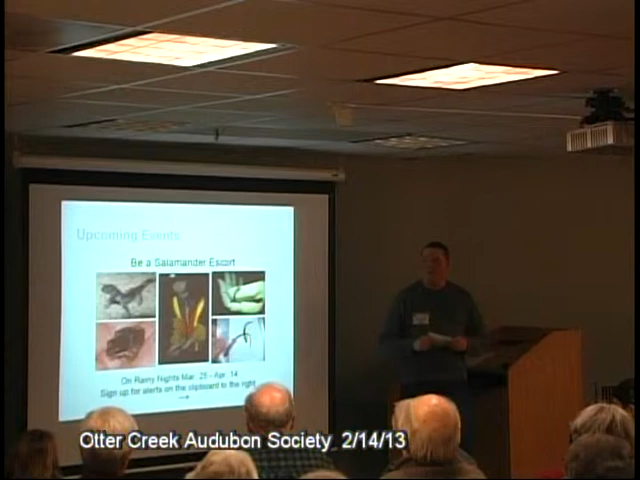 Upcoming Events
Be a Salamander Escort
On Rainy Nights Mar. 25 - Apr. 14
Sign up for alerts on the clipboard to the right
Otter Creek Audubon Society 2/14/13